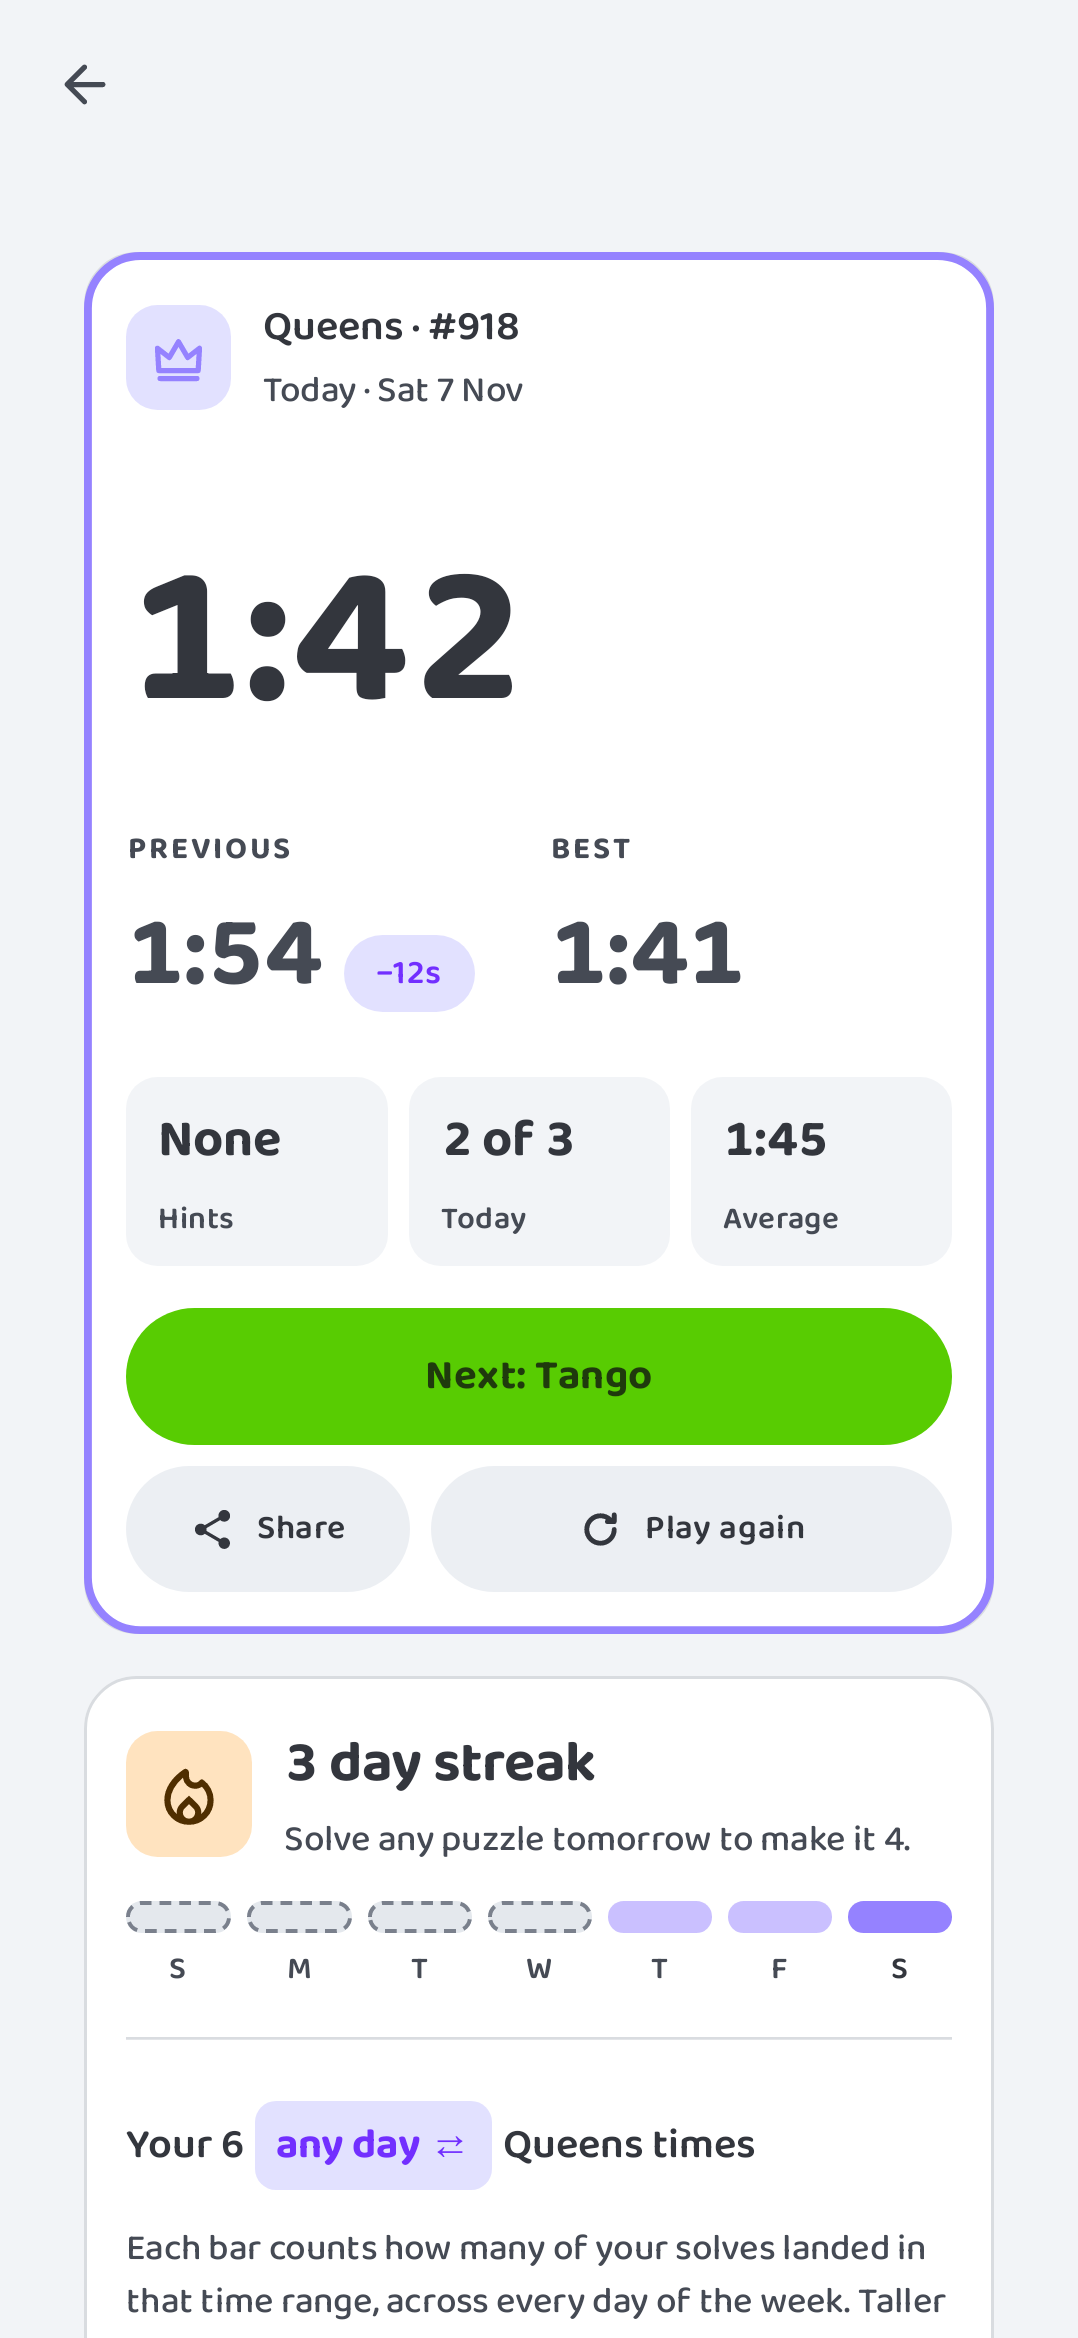 Queens · #918
Today · Sat 7 Nov
1:42
PREVIOUS
BEST
1:54
−12s
1:41
None
2 of 3
1:45
Hints
Today
Average
Next: Tango
Share
Play again
3 day streak
Solve any puzzle tomorrow to make it 4.
S M T W T F S
Your 6 any day ⇄ Queens times
Each bar counts how many of your solves landed in
that time range, across every day of the week. Taller